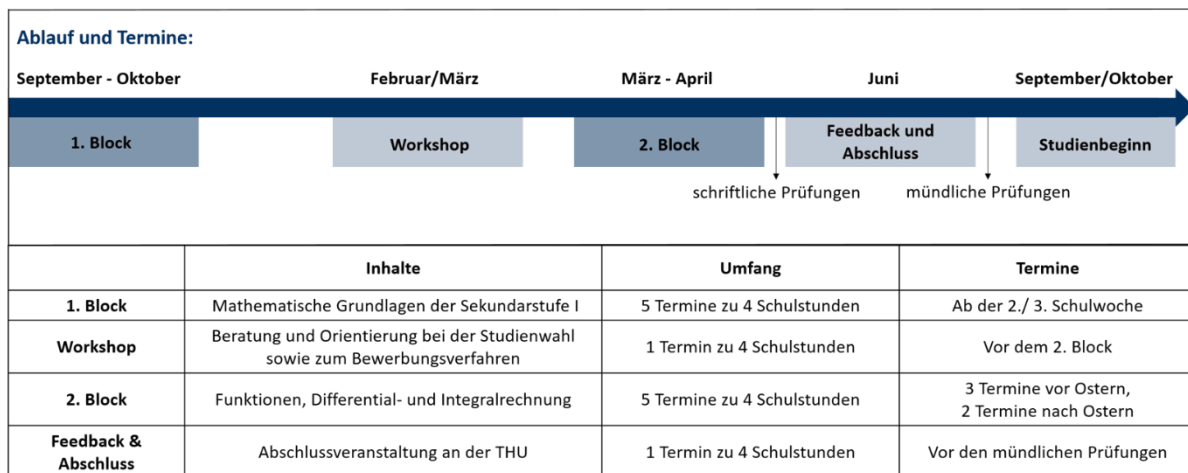 Ablauf und Termine:
September - Oktober Februar/März März - April Juni September/Oktober
1. Block Workshop 2. Block Feedback und Abschluss Studienbeginn
schriftliche Prüfungen mündliche Prüfungen
Inhalte Umfang Termine
1. Block Mathematische Grundlagen der Sekundarstufe I 5 Termine zu 4 Schulstunden Ab der 2./ 3. Schulwoche
Workshop Beratung und Orientierung bei der Studienwahl
sowie zum Bewerbungsverfahren 1 Termin zu 4 Schulstunden Vor dem 2. Block
2. Block Funktionen, Differential- und Integralrechnung 5 Termine zu 4 Schulstunden 3 Termine vor Ostern,
2 Termine nach Ostern
Feedback &
Abschluss Abschlussveranstaltung an der THU 1 Termin zu 4 Schulstunden Vor den mündlichen Prüfungen